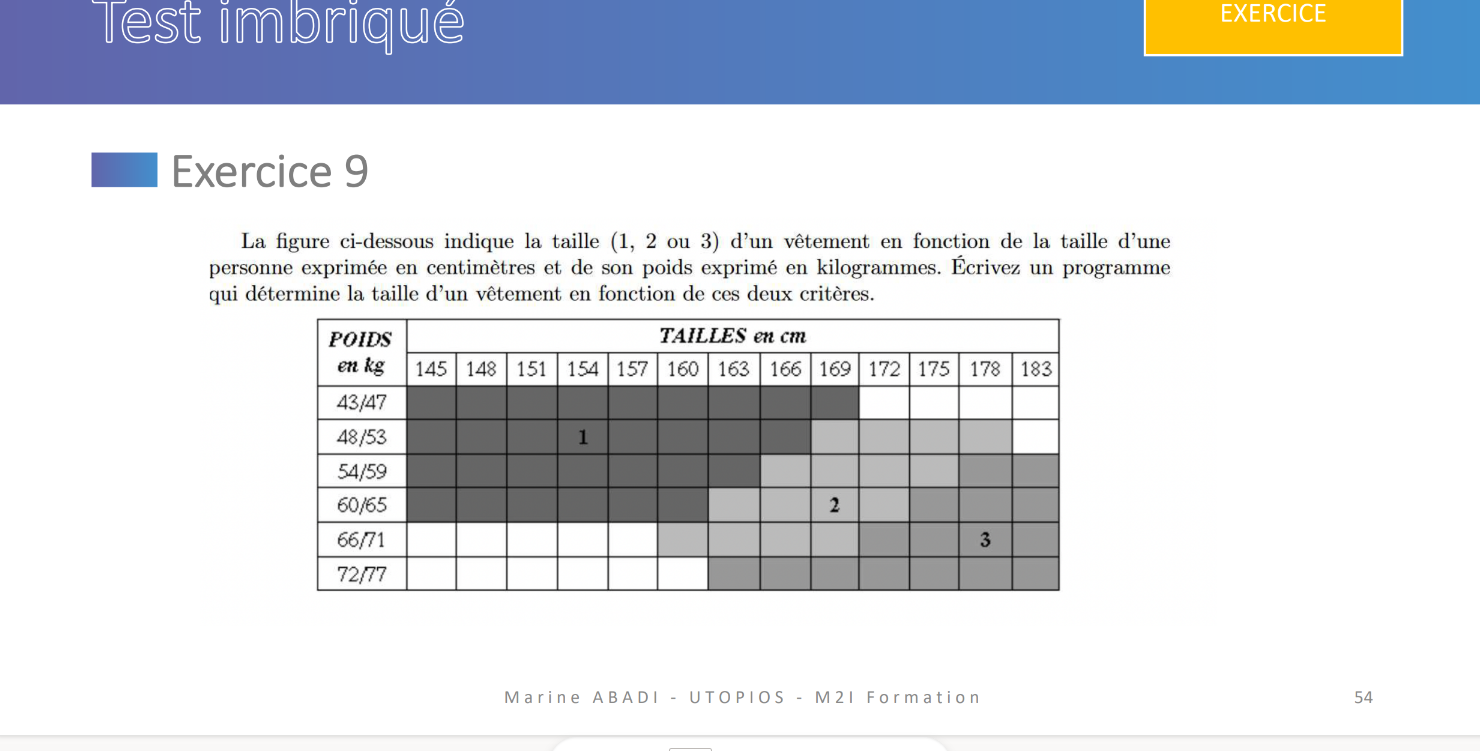 Test imbriqué
EXERCICE
Exercice 9
La figure ci-dessous indique la taille (1, 2 ou 3) d'un vêtement en fonction de la taille d'une
personne exprimée en centimètres et de son poids exprimé en kilogrammes. Écrivez un programme
qui détermine la taille d'un vêtement en fonction de ces deux critères.
POIDS
en kg
TAILLES en cm
145 148 151 154 157 160 163 166 169 172 175 178 183
43/47
48/53 1
54/59
60/65 2
66/71 3
72/77
Marine ABADI - UTOPIOS - M2I Formation
54